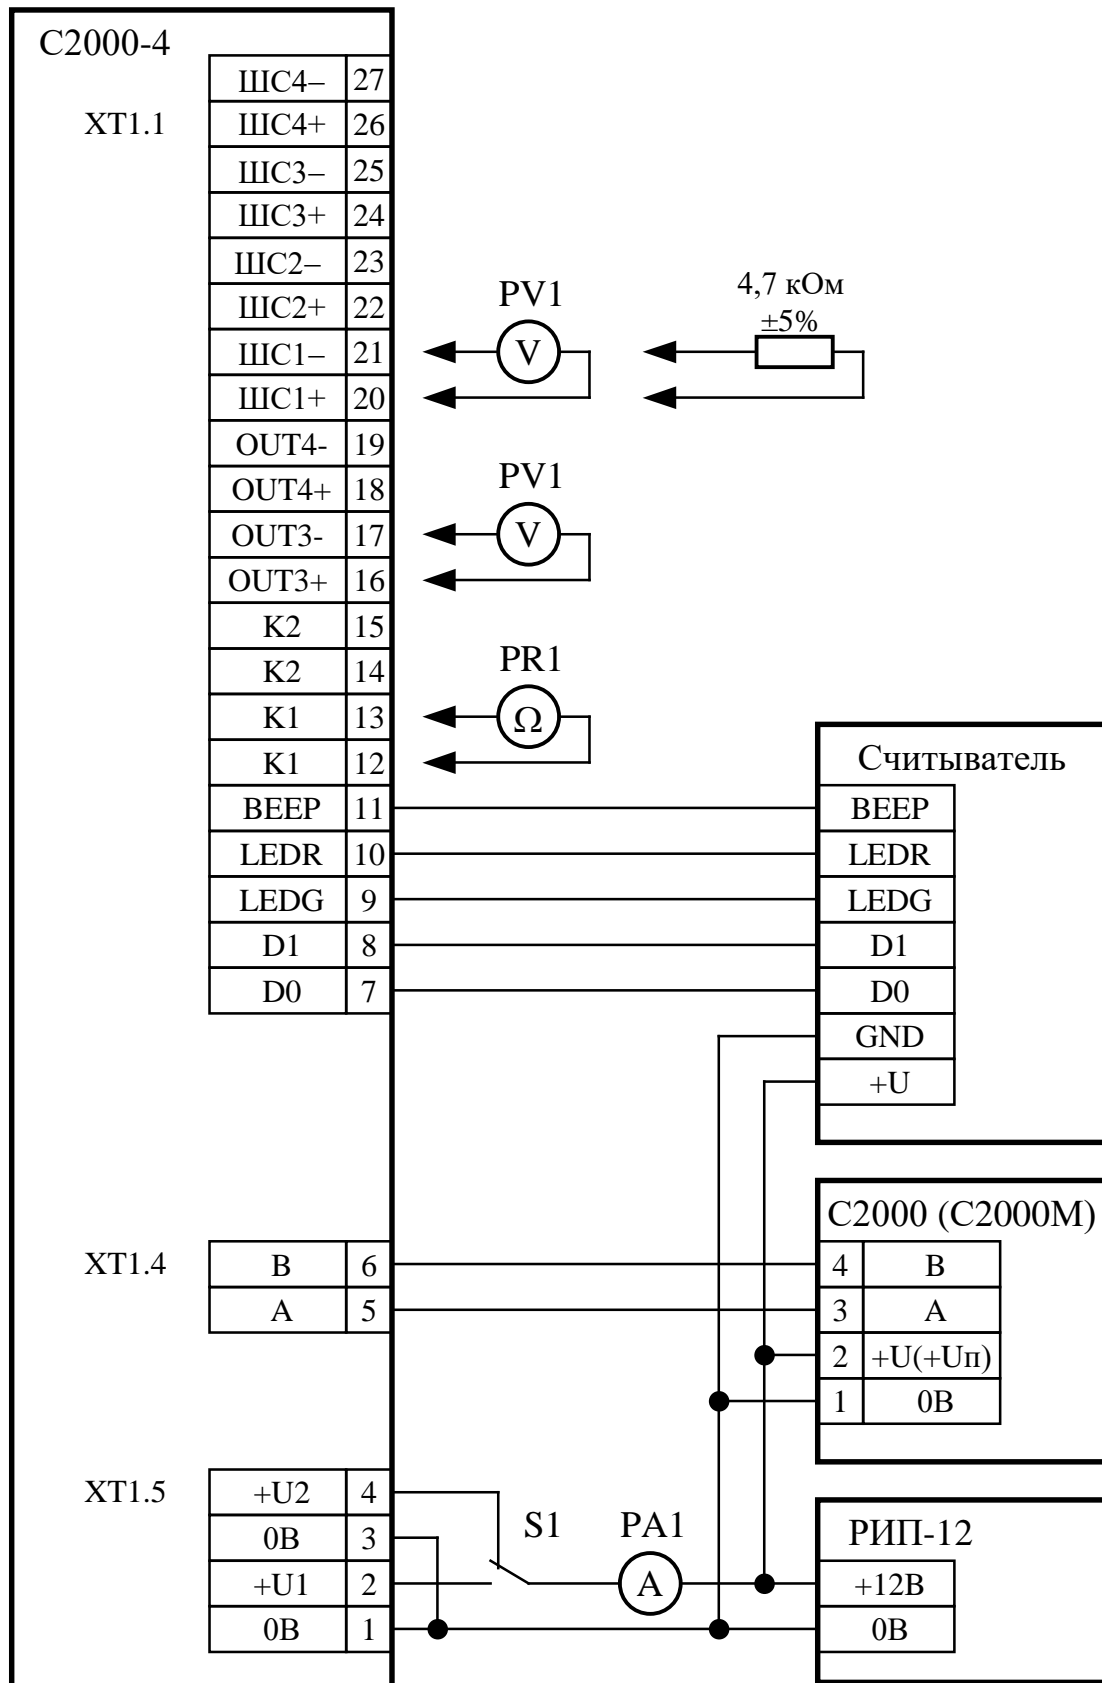 С2000-4
ШС4– 27
XT1.1 ШС4+ 26
ШС3– 25
ШС3+ 24
ШС2– 23
ШС2+ 22
ШС1– 21
ШС1+ 20
OUT4- 19
OUT4+ 18
OUT3- 17
OUT3+ 16
K2 15
K2 14
K1 13
K1 12
BEEP 11
LEDR 10
LEDG 9
D1 8
D0 7
PV1
V
4,7 кОм
±5%
PV1
V
PR1
Ω
Считыватель
BEEP
LEDR
LEDG
D1
D0
GND
+U
XT1.4 B 6
A 5
С2000 (С2000М)
4 B
3 A
2 +U(+Uп)
1 0В
XT1.5 +U2 4
0В 3
+U1 2
0В 1
S1 PA1
A
РИП-12
+12В
0В